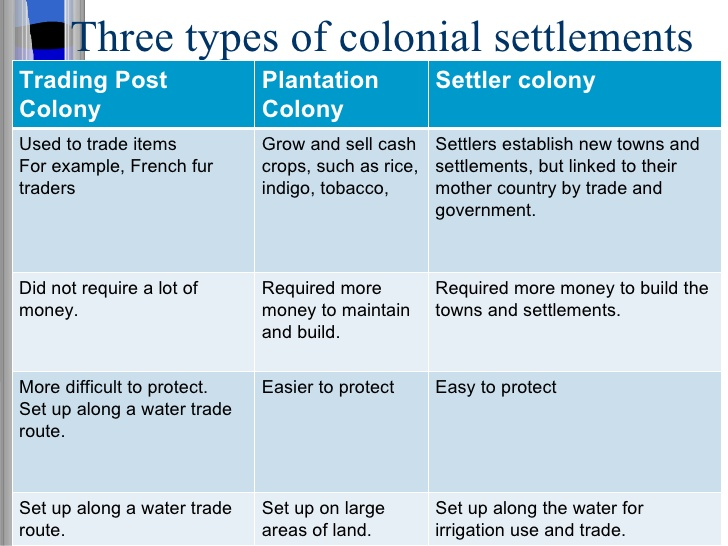 Three types of colonial settlements
Trading Post
Colony
Plantation
Colony
Settler colony
Used to trade items
For example, French fur
traders
Grow and sell cash
crops, such as rice,
indigo, tobacco,
Settlers establish new towns and
settlements, but linked to their
mother country by trade and
government.
Did not require a lot of
money.
Required more
money to maintain
and build.
Required more money to build the
towns and settlements.
More difficult to protect.
Set up along a water trade
route.
Easier to protect
Easy to protect
Set up along a water trade
route.
Set up on large
areas of land.
Set up along the water for
irrigation use and trade.